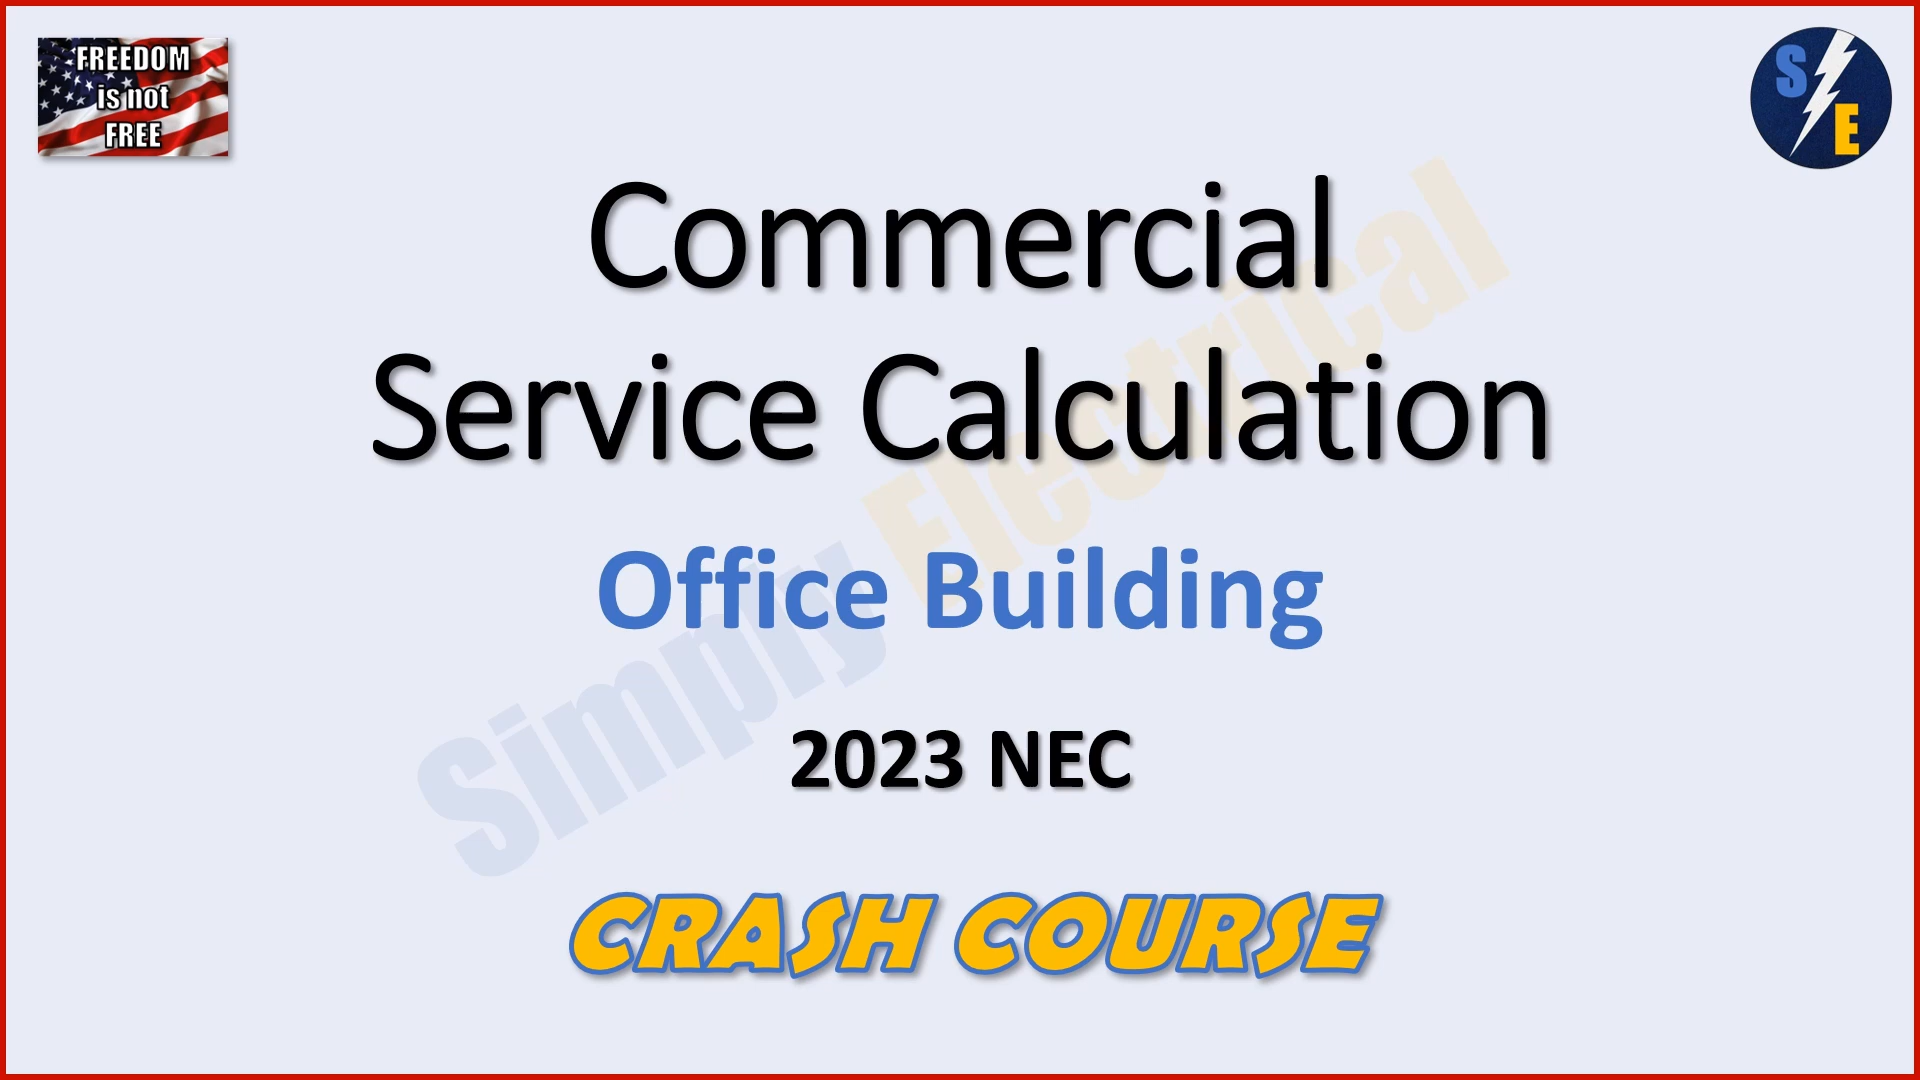 FREEDOM
is not
FREE
S
E
Commercial
Service Calculation
Office Building
2023 NEC
CRASH COURSE
Simply Electrical